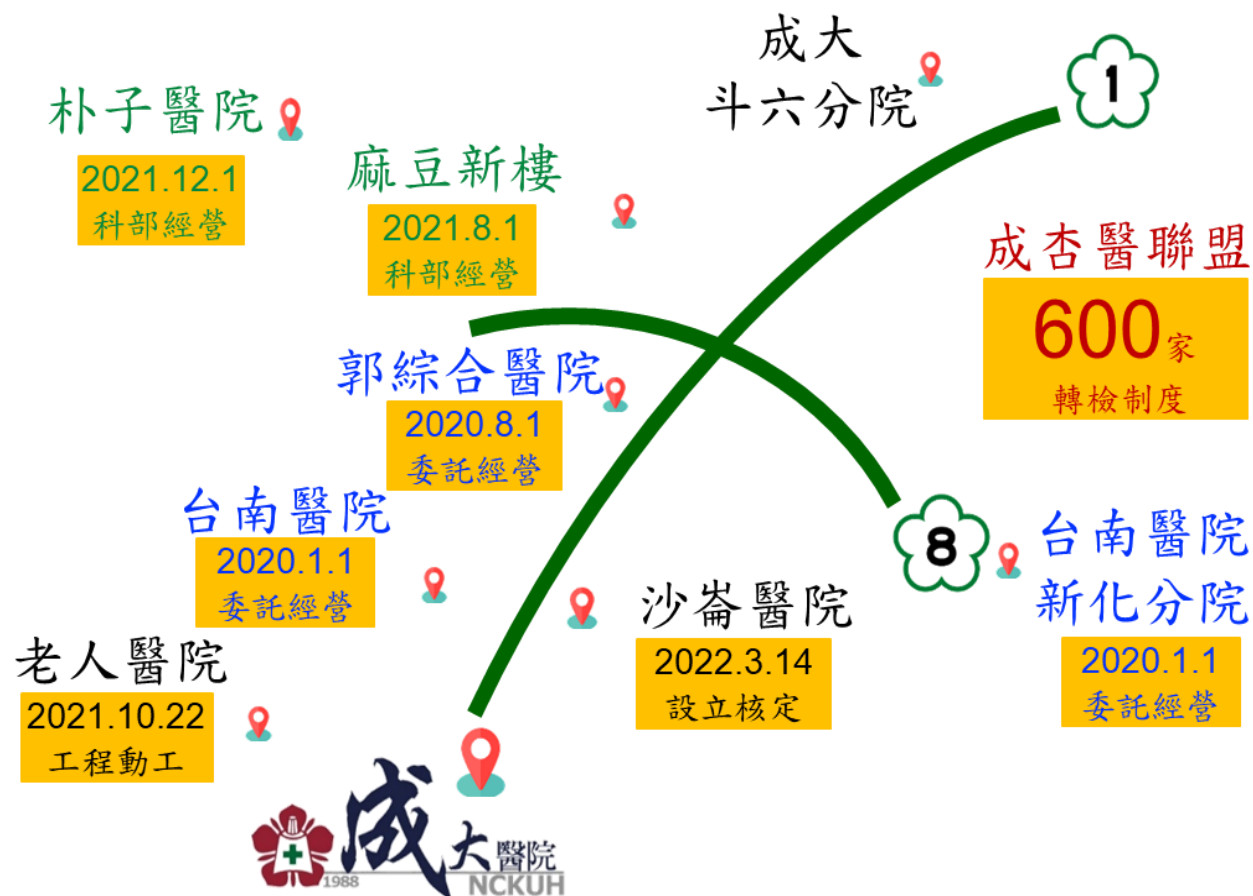 成大
斗六分院
1
朴子醫院
2021.12.1
科部經營
麻豆新樓
2021.8.1
科部經營
成杏醫聯盟
600家
轉檢制度
郭綜合醫院
2020.8.1
委託經營
台南醫院
2020.1.1
委託經營
8
台南醫院
新化分院
2020.1.1
委託經營
沙崙醫院
2022.3.14
設立核定
老人醫院
2021.10.22
工程動工
成大醫院
1988 NCKUH